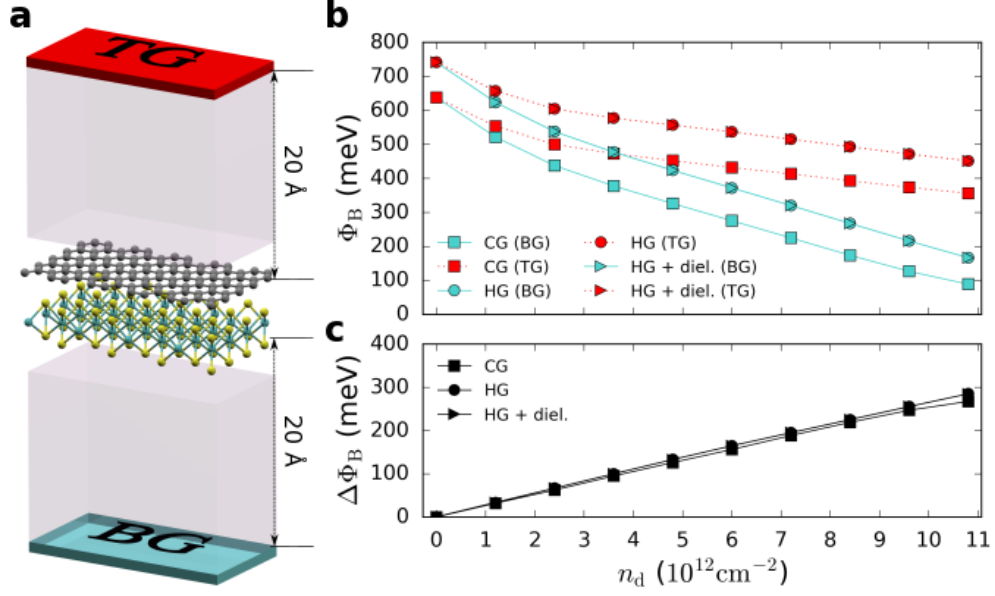 a
TG
20 Å
20 Å
BG
b
800
700
600
500
400
300
200
100
0
Φ_B (meV)
CG (BG)
CG (TG)
HG (BG)
HG (TG)
HG + diel. (BG)
HG + diel. (TG)
c
400
300
200
100
0
ΔΦ_B (meV)
CG
HG
HG + diel.
0 1 2 3 4 5 6 7 8 9 10 11
n_d (10^12 cm^−2)